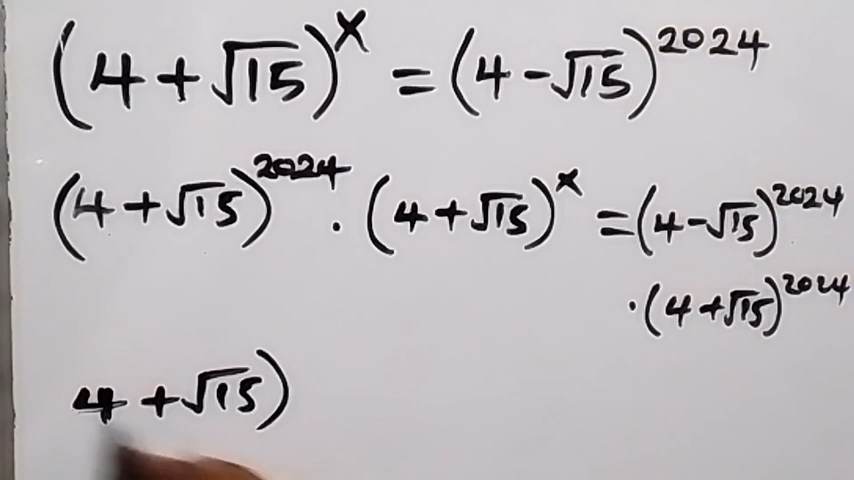 (4+√15)^x = (4-√15)^2024
(4+√15)^2024 · (4+√15)^x = (4-√15)^2024
· (4+√15)^2024
4+√15)